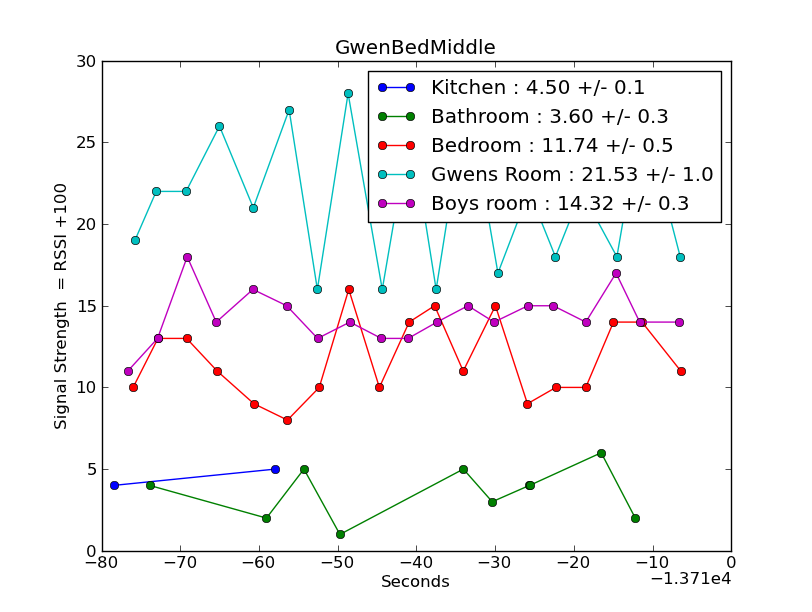 GwenBedMiddle
30
25
20
15
10
5
0
Signal Strength  = RSSI +100
Kitchen : 4.50 +/- 0.1
Bathroom : 3.60 +/- 0.3
Bedroom : 11.74 +/- 0.5
Gwens Room : 21.53 +/- 1.0
Boys room : 14.32 +/- 0.3
−80 −70 −60 −50 −40 −30 −20 −10 0
Seconds
−1.371e4